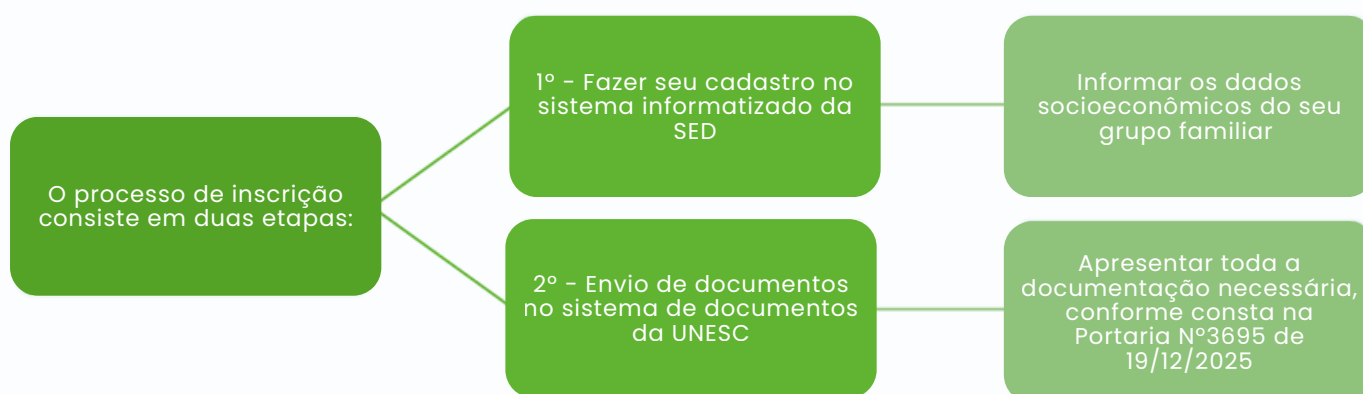 O processo de inscrição
consiste em duas etapas:
1º - Fazer seu cadastro no
sistema informatizado da
SED
Informar os dados
socioeconômicos do seu
grupo familiar
2º - Envio de documentos
no sistema de documentos
da UNESC
Apresentar toda a
documentação necessária,
conforme consta na
Portaria Nº3695 de
19/12/2025